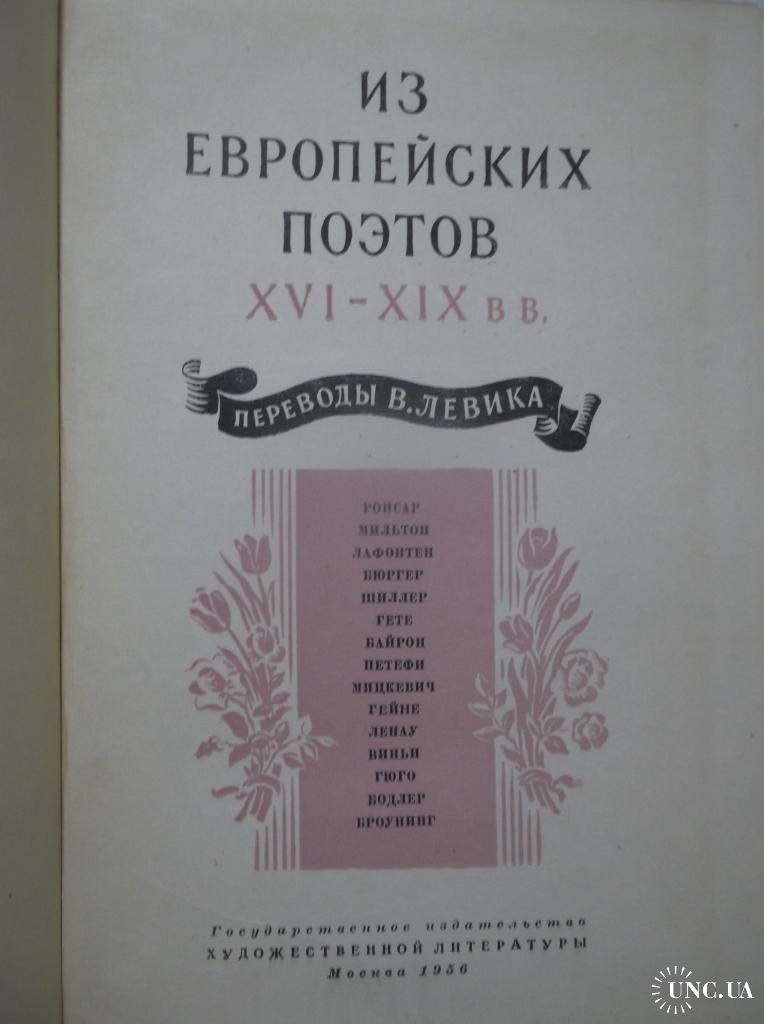 ИЗ
ЕВРОПЕЙСКИХ
ПОЭТОВ
XVI–XIX ВВ.
ПЕРЕВОДЫ В. ЛЕВИКА
РОНСАР
МИЛЬТОН
ЛАФОНТЕН
БЮРГЕР
ШИЛЛЕР
ГЕТЕ
БАЙРОН
ПЕТЕФИ
МИЦКЕВИЧ
ГЕЙНЕ
ЛЕНАУ
ВИНЬИ
ГЮГО
БОДЛЕР
БРОУНИНГ
Государственное издательство
ХУДОЖЕСТВЕННОЙ ЛИТЕРАТУРЫ
Москва 1956
UNC.UA